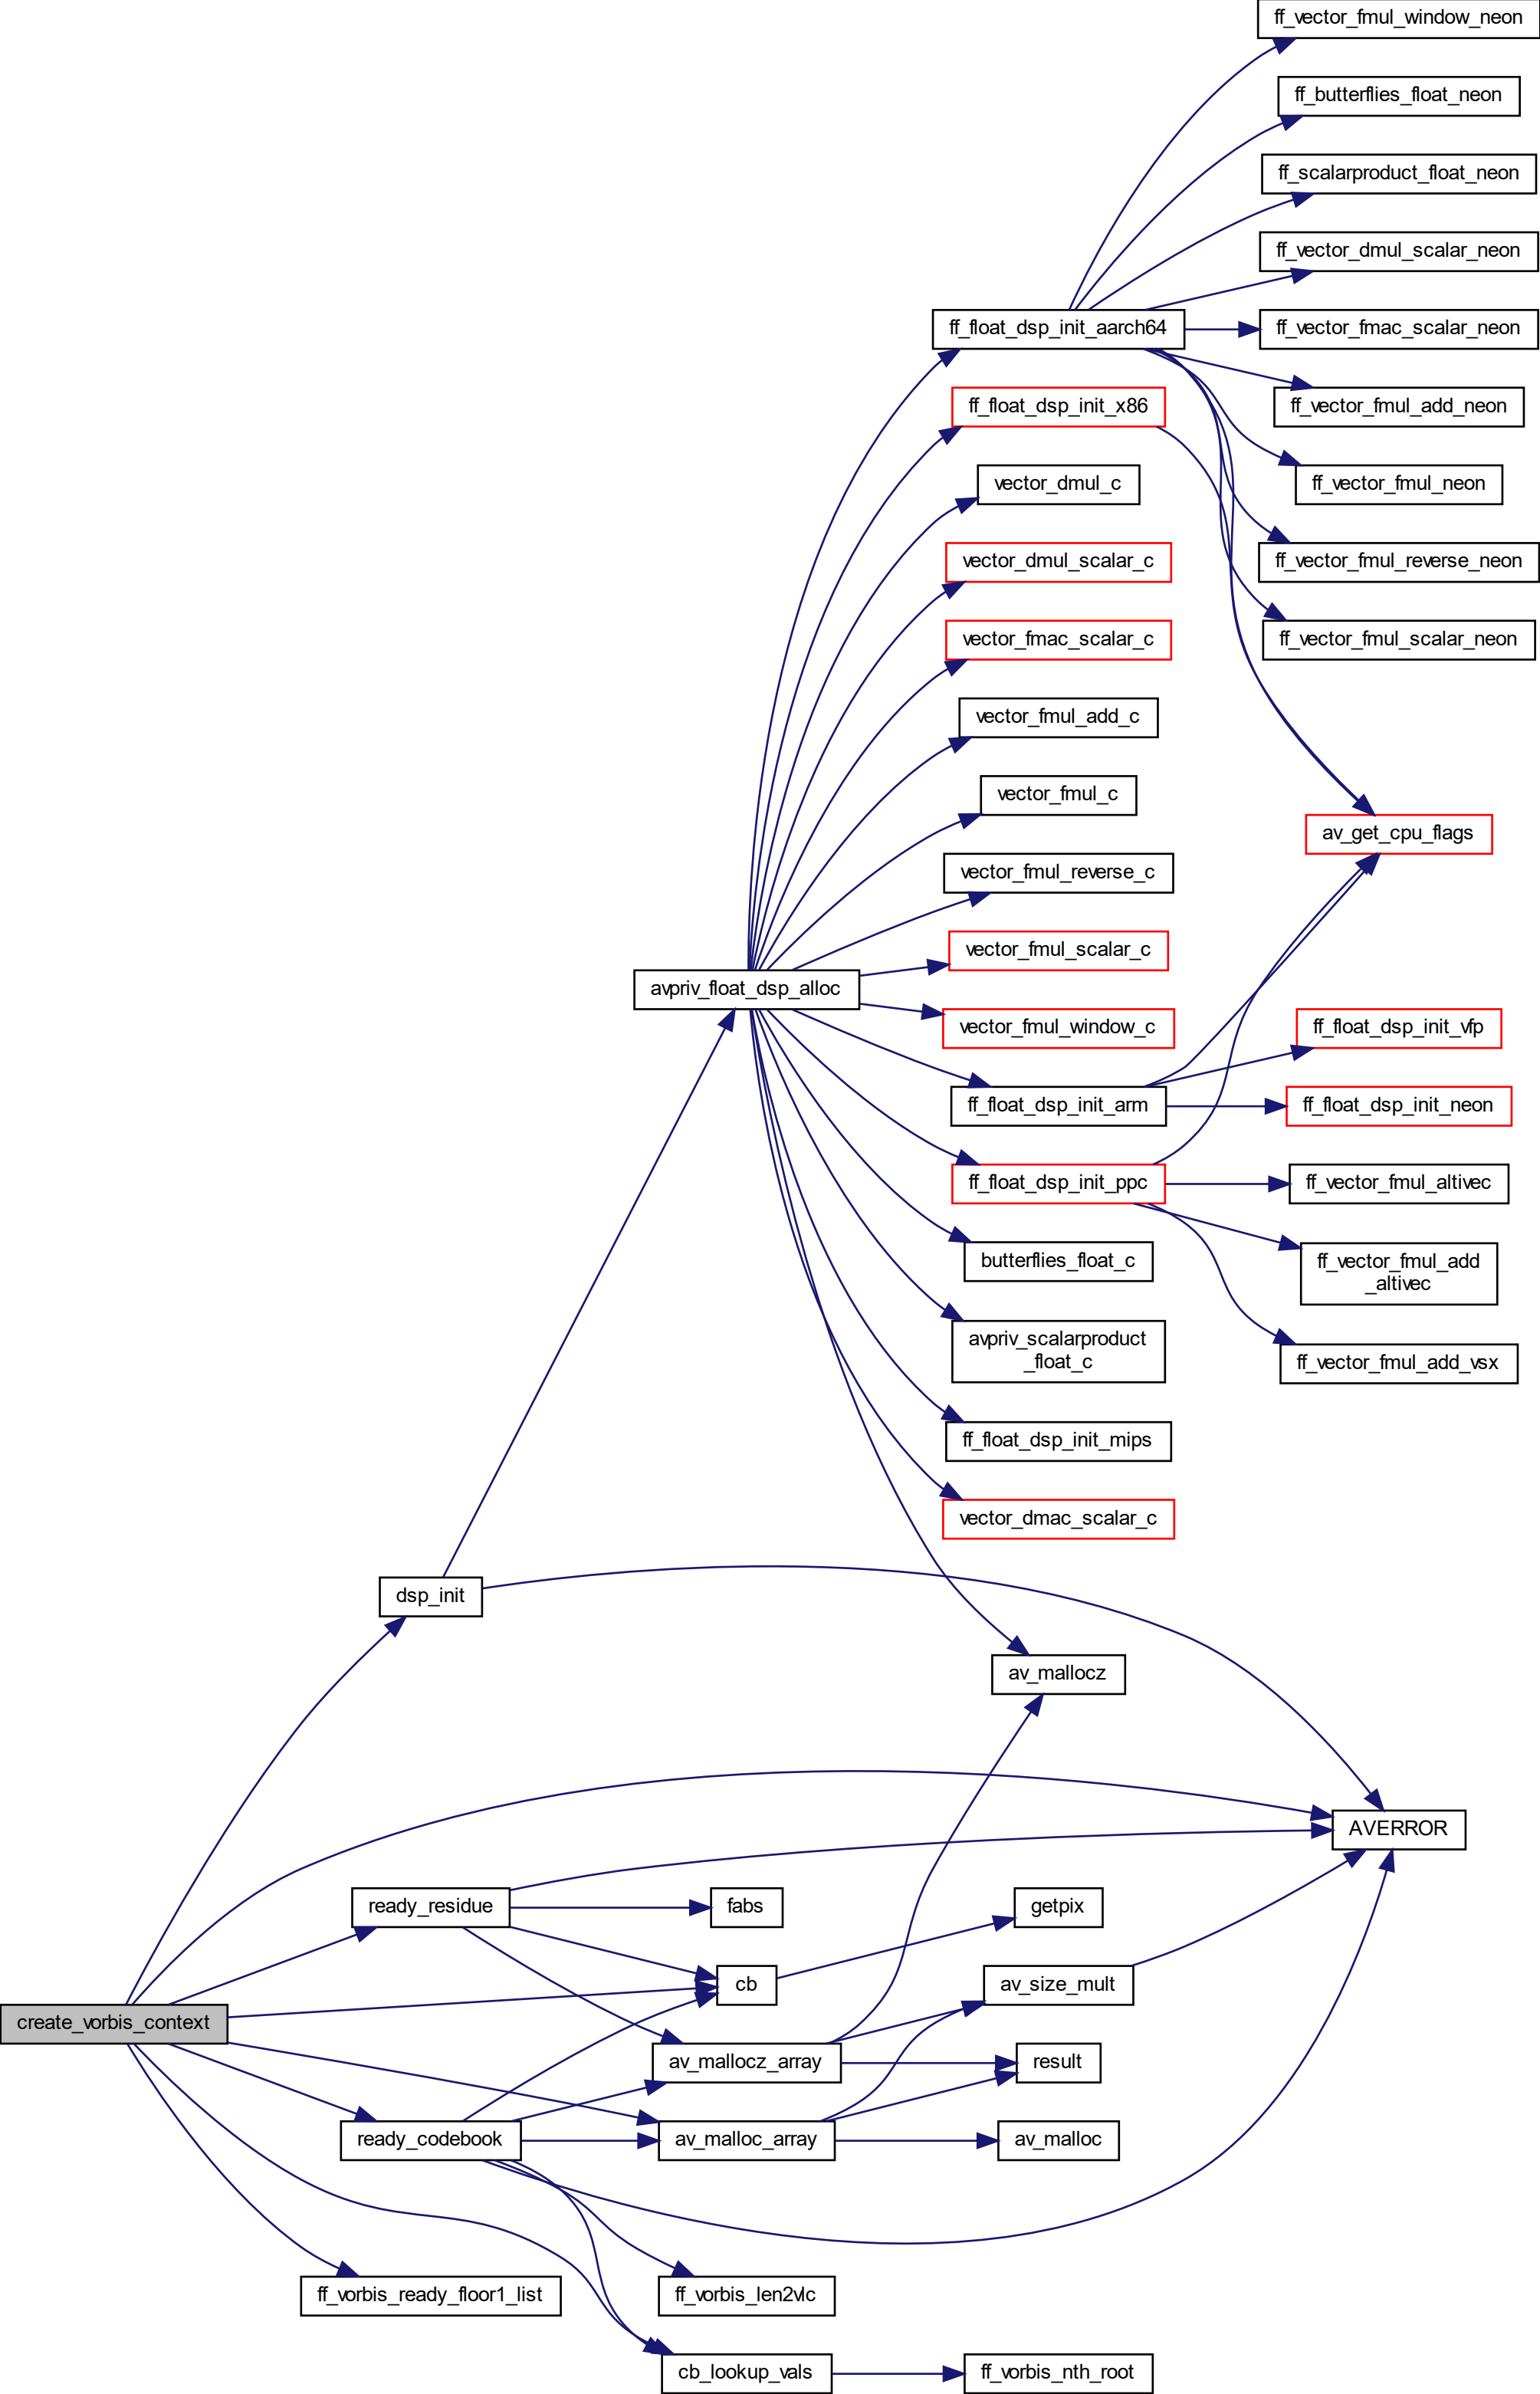 ff_vector_fmul_window_neon
ff_butterflies_float_neon
ff_scalarproduct_float_neon
ff_vector_dmul_scalar_neon
ff_float_dsp_init_aarch64
ff_vector_fmac_scalar_neon
ff_float_dsp_init_x86
ff_vector_fmul_add_neon
vector_dmul_c
ff_vector_fmul_neon
vector_dmul_scalar_c
ff_vector_fmul_reverse_neon
vector_fmac_scalar_c
ff_vector_fmul_scalar_neon
vector_fmul_add_c
vector_fmul_c
av_get_cpu_flags
vector_fmul_reverse_c
vector_fmul_scalar_c
avpriv_float_dsp_alloc
vector_fmul_window_c
ff_float_dsp_init_vfp
ff_float_dsp_init_arm
ff_float_dsp_init_neon
ff_float_dsp_init_ppc
ff_vector_fmul_altivec
butterflies_float_c
ff_vector_fmul_add
_altivec
avpriv_scalarproduct
_float_c
ff_vector_fmul_add_vsx
ff_float_dsp_init_mips
vector_dmac_scalar_c
dsp_init
av_mallocz
AVERROR
ready_residue
fabs
getpix
cb
av_size_mult
create_vorbis_context
av_mallocz_array
result
ready_codebook
av_malloc_array
av_malloc
ff_vorbis_ready_floor1_list
ff_vorbis_len2vlc
cb_lookup_vals
ff_vorbis_nth_root